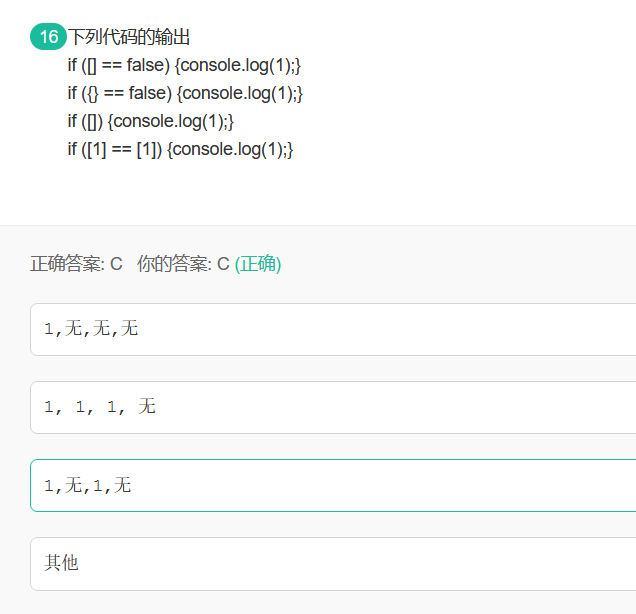 16 下列代码的输出
if ([] == false) {console.log(1);}
if ({} == false) {console.log(1);}
if ([]) {console.log(1);}
if ([1] == [1]) {console.log(1);}
正确答案: C 你的答案: C (正确)
1,无,无,无
1, 1, 1, 无
1,无,1,无
其他